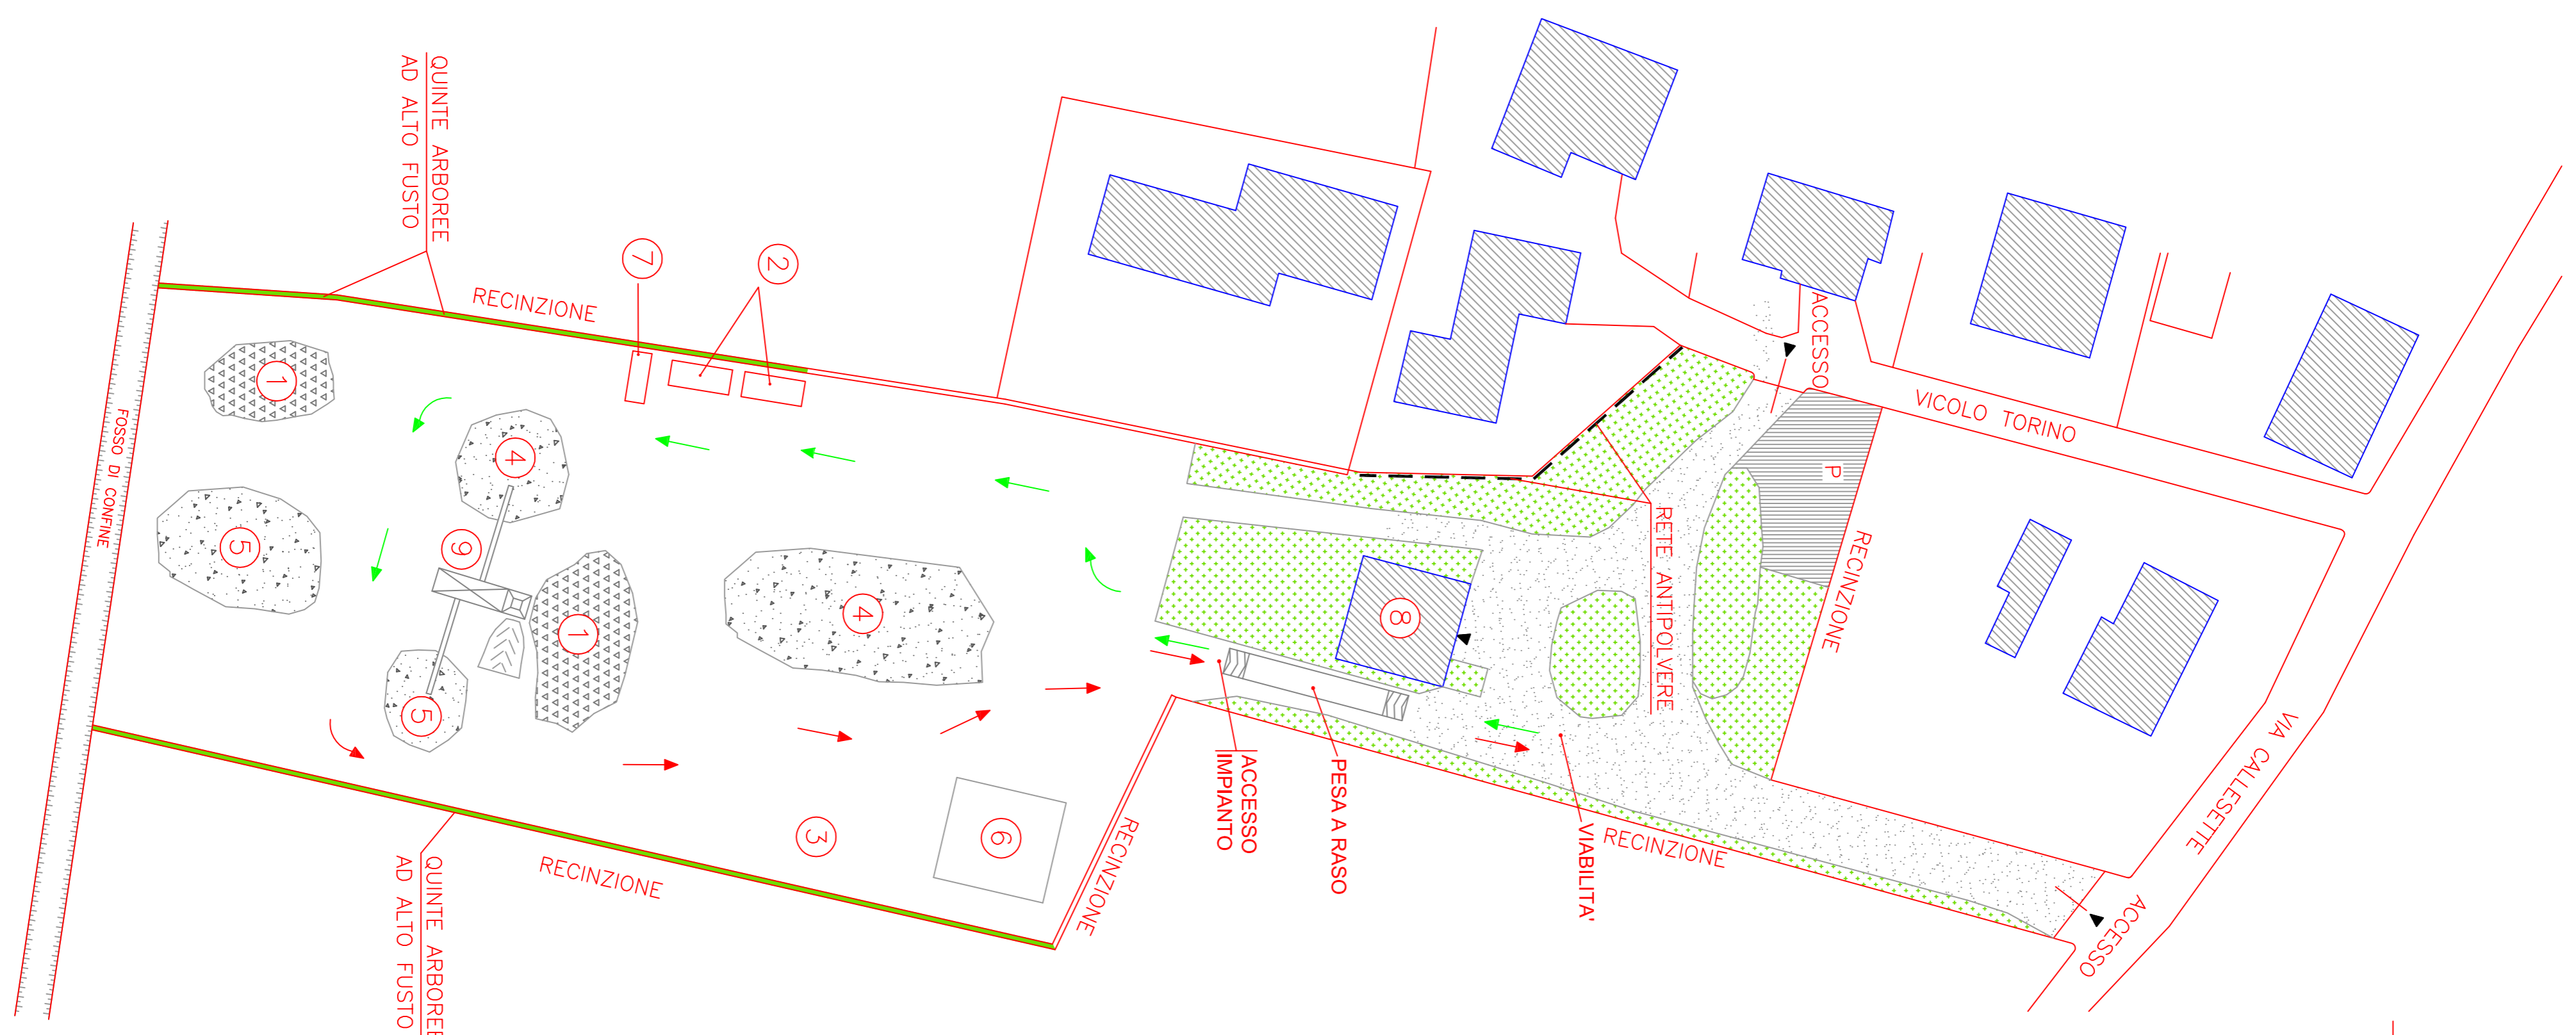 QUINTE ARBOREE
AD ALTO FUSTO
RECINZIONE
7
2
1
4
5
9
1
5
4
FOSSO DI CONFINE
RECINZIONE
QUINTE ARBOREE
AD ALTO FUSTO
3
6
RECINZIONE
8
ACCESSO
IMPIANTO
PESA A RASO
VIABILITA'
RECINZIONE
RETE ANTIPOLVERE
ACCESSO
P
RECINZIONE
VICOLO TORINO
VIA CALLESETTE
ACCESSO